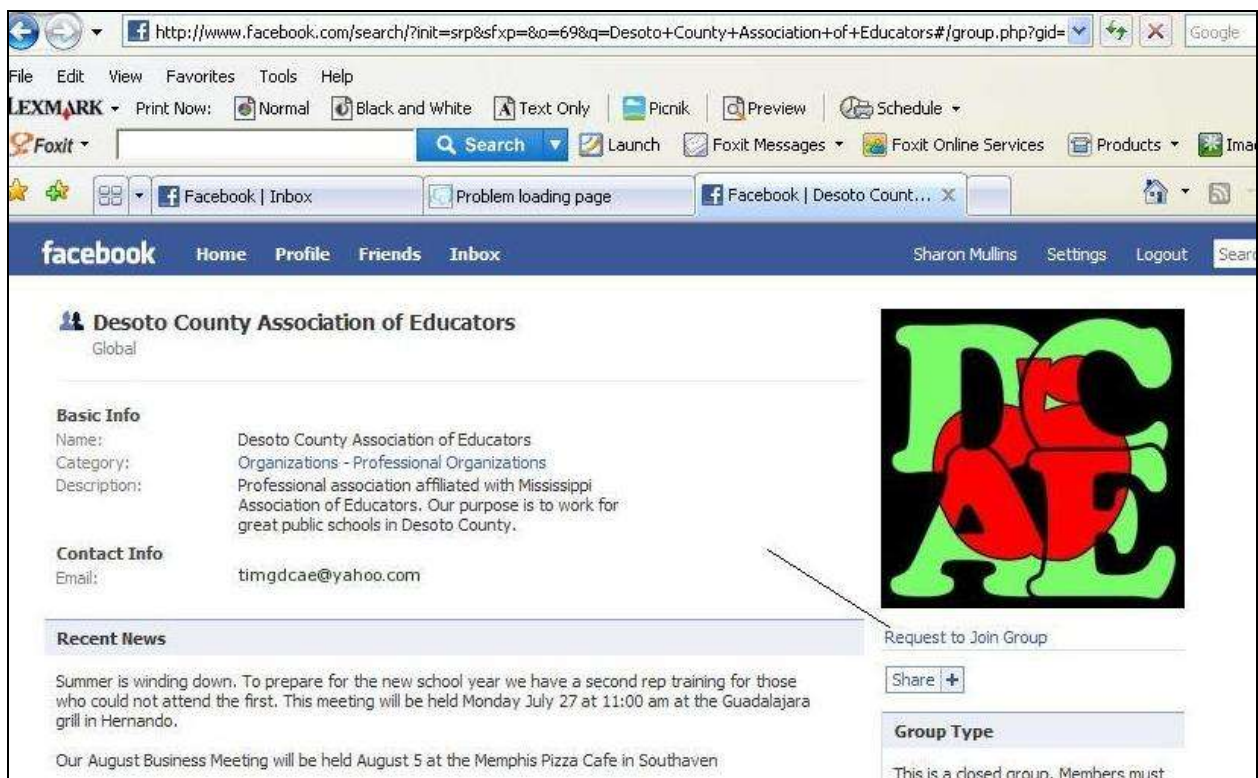 http://www.facebook.com/search/?init=srp&sfxp=&o=69&q=Desoto+County+Association+of+Educators#/group.php?gid=
Google
File Edit View Favorites Tools Help
LEXMARK Print Now: Normal Black and White Text Only Picnik Preview Schedule
Foxit Search Launch Foxit Messages Foxit Online Services Products
Facebook | Inbox Problem loading page Facebook | Desoto Count... X
facebook Home Profile Friends Inbox Sharon Mullins Settings Logout
Desoto County Association of Educators
Global
DCAE
Basic Info
Name: Desoto County Association of Educators
Category: Organizations - Professional Organizations
Description: Professional association affiliated with Mississippi
Association of Educators. Our purpose is to work for
great public schools in Desoto County.
Contact Info
Email: timgdcae@yahoo.com
Recent News
Summer is winding down. To prepare for the new school year we have a second rep training for those
who could not attend the first. This meeting will be held Monday July 27 at 11:00 am at the Guadalajara
grill in Hernando.
Our August Business Meeting will be held August 5 at the Memphis Pizza Cafe in Southaven
Request to Join Group
Share +
Group Type
This is a closed group. Members must